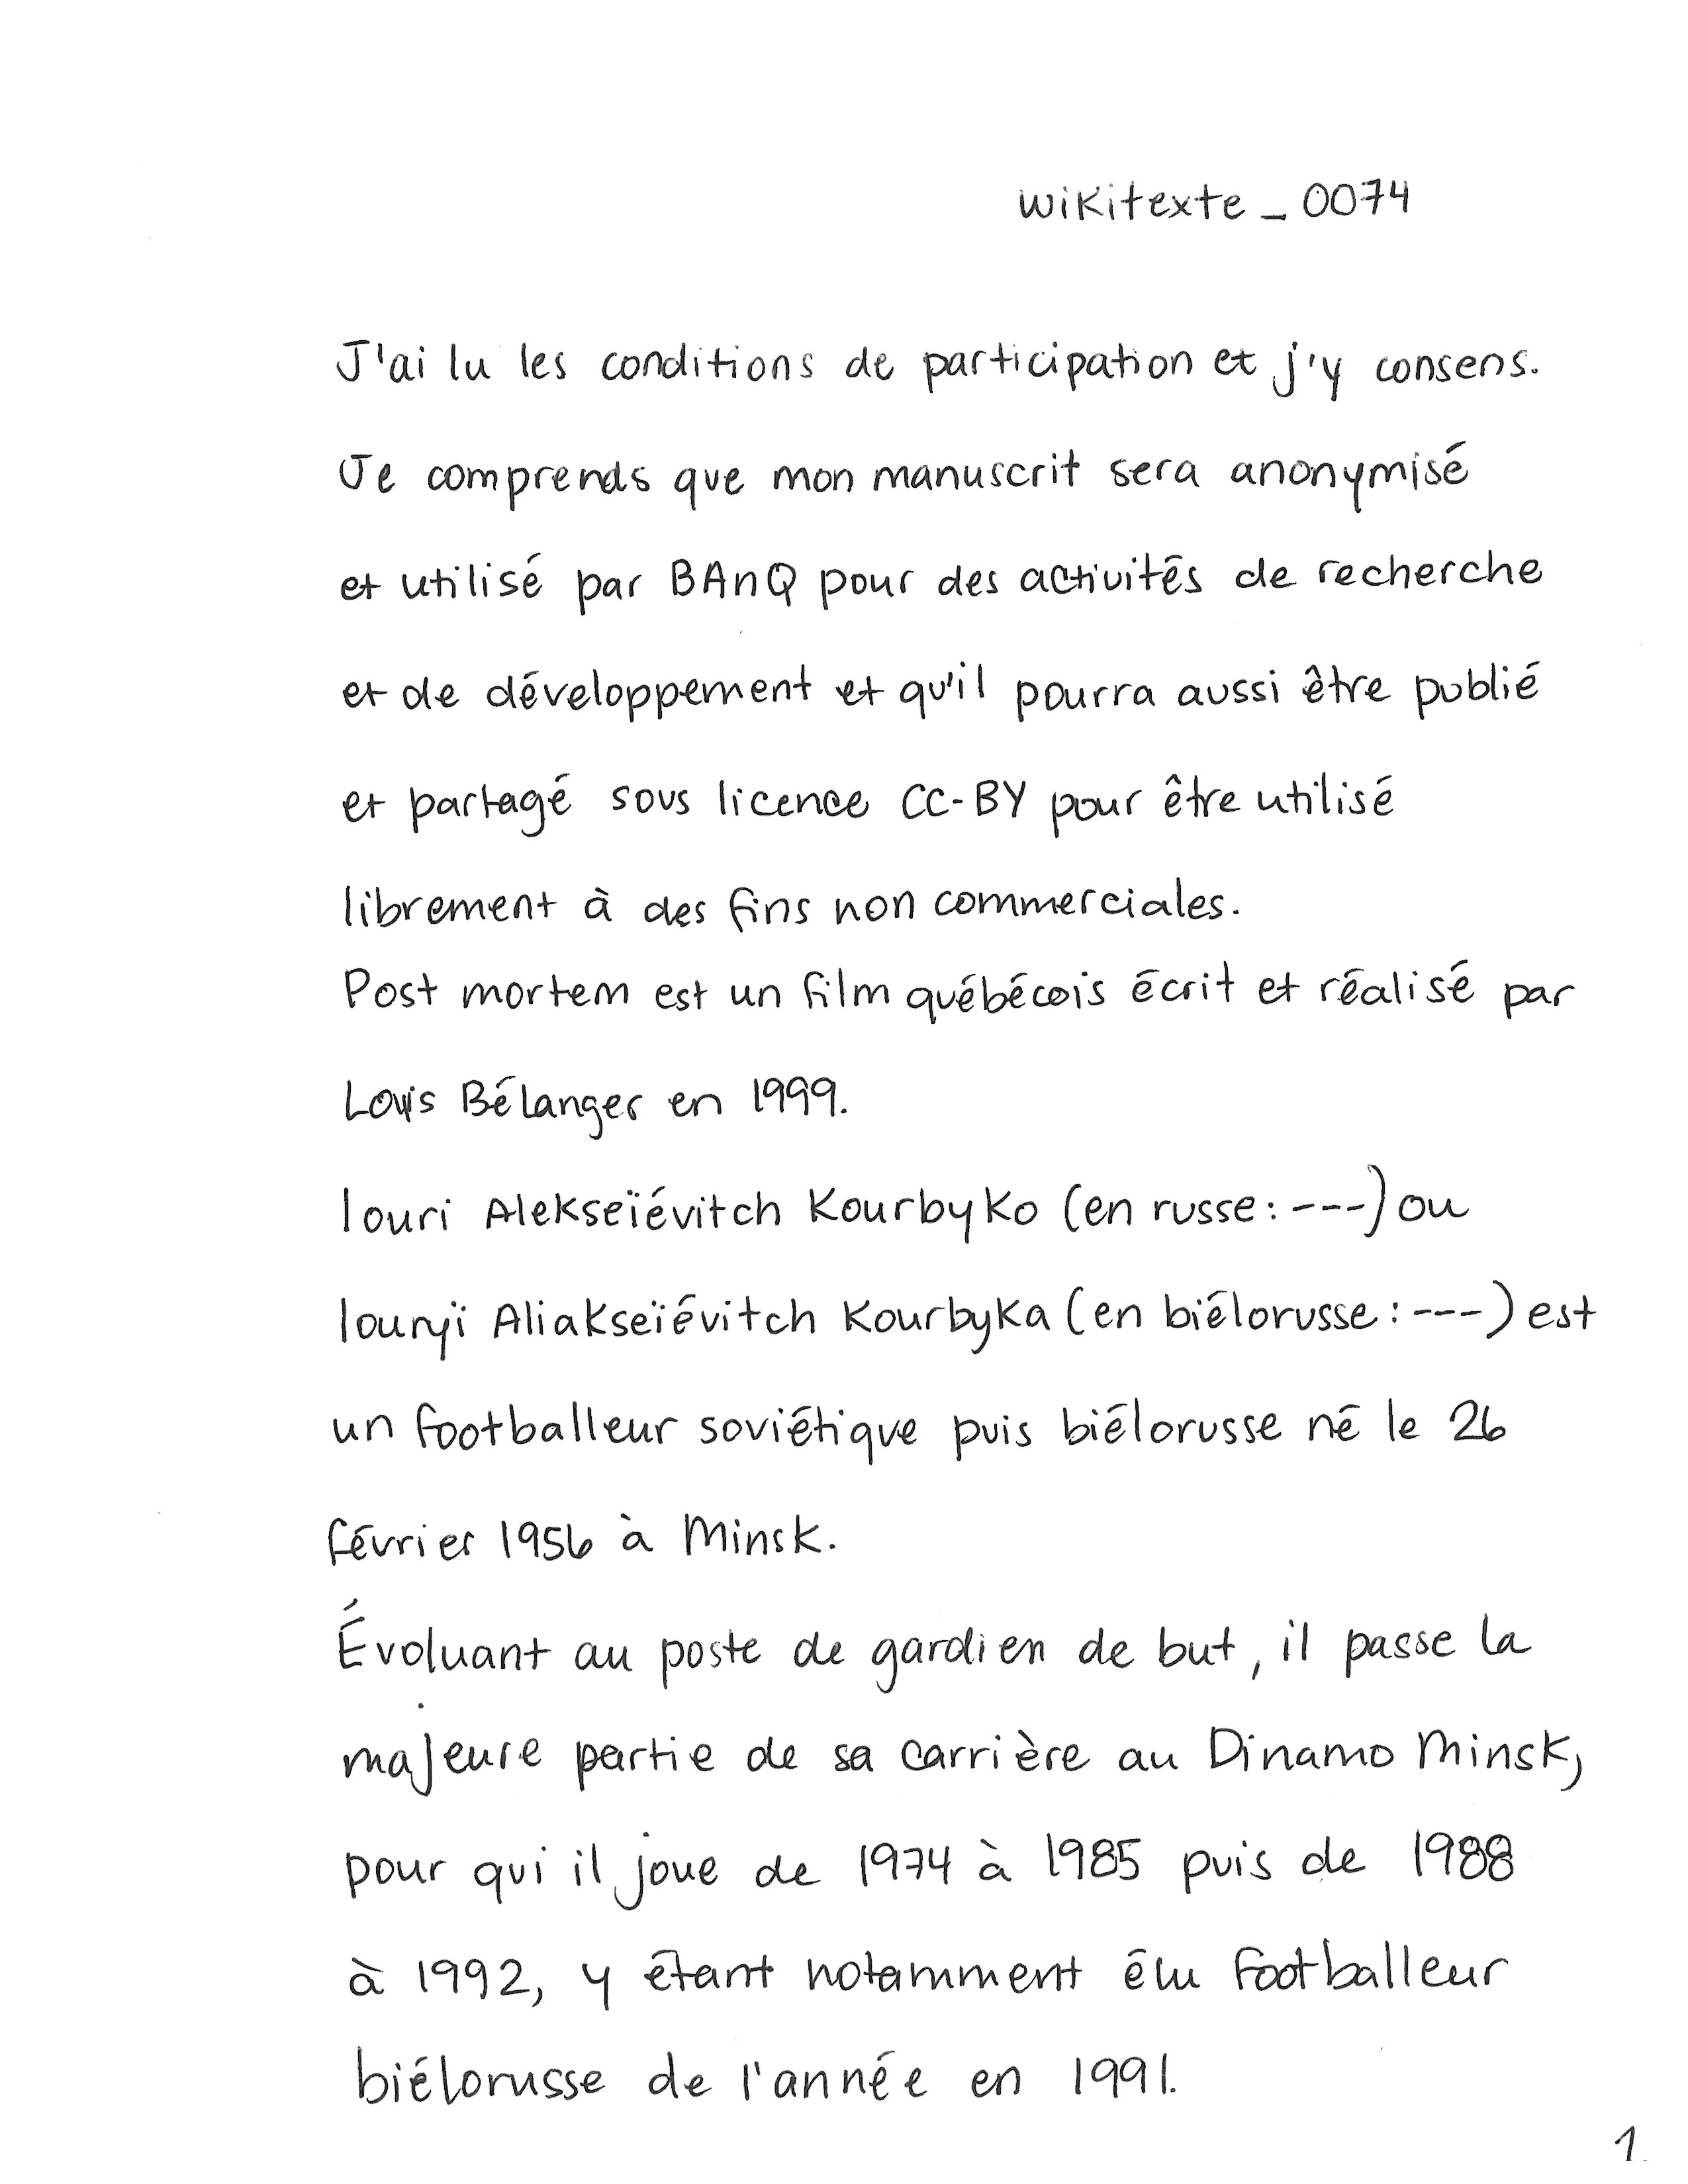 wikitexte_0074
J'ai lu les conditions de participation et j'y consens.
Je comprends que mon manuscrit sera anonymisé
et utilisé par BAnQ pour des activités de recherche
et de développement et qu'il pourra aussi être publié
et partagé sous licence CC-BY pour être utilisé
librement à des fins non commerciales.
Post mortem est un film québécois écrit et réalisé par
Louis Bélanger en 1999.
Iouri Alekseïévitch Kourbyko (en russe : ---) ou
Iouryï Aliakseïévitch Kourbyka (en biélorusse : ---) est
un footballeur soviétique puis biélorusse né le 26
février 1956 à Minsk.
Évoluant au poste de gardien de but, il passe la
majeure partie de sa carrière au Dinamo Minsk,
pour qui il joue de 1974 à 1985 puis de 1988
à 1992, y étant notamment élu footballeur
biélorusse de l'année en 1991.
1